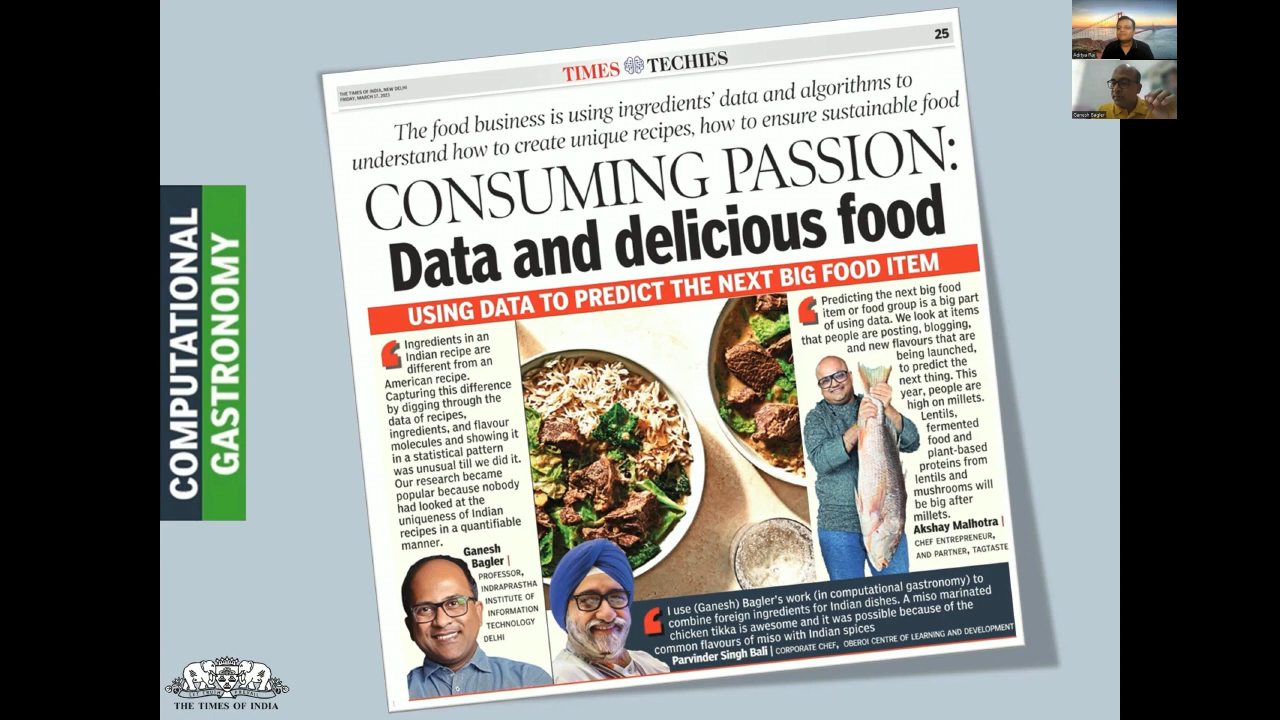 COMPUTATIONAL
GASTRONOMY
25
TIMES TECHIES
THE TIMES OF INDIA, NEW DELHI
FRIDAY, MARCH 17, 2023
The food business is using ingredients' data and algorithms to
understand how to create unique recipes, how to ensure sustainable food
CONSUMING PASSION:
Data and delicious food
USING DATA TO PREDICT THE NEXT BIG FOOD ITEM
Ingredients in an
Indian recipe are
different from an
American recipe.
Capturing this difference
by digging through the
data of recipes,
ingredients, and flavour
molecules and showing it
in a statistical pattern
was unusual till we did it.
Our research became
popular because nobody
had looked at the
uniqueness of Indian
recipes in a quantifiable
manner.
Ganesh
Bagler |
PROFESSOR,
INDRAPRASTHA
INSTITUTE OF
INFORMATION
TECHNOLOGY
DELHI
Predicting the next big food
item or food group is a big part
of using data. We look at items
that people are posting, blogging,
and new flavours that are
being launched,
to predict the
next thing. This
year, people are
high on millets.
Lentils,
fermented
food and
plant-based
proteins from
lentils and
mushrooms will
be big after
millets.
Akshay Malhotra |
CHEF ENTREPRENEUR,
AND PARTNER, TAGTASTE
I use (Ganesh) Bagler's work (in computational gastronomy) to
combine foreign ingredients for Indian dishes. A miso marinated
chicken tikka is awesome and it was possible because of the
common flavours of miso with Indian spices
Parvinder Singh Bali | CORPORATE CHEF, OBEROI CENTRE OF LEARNING AND DEVELOPMENT
LET TRUTH PREVAIL
THE TIMES OF INDIA
Ganesh Bagler